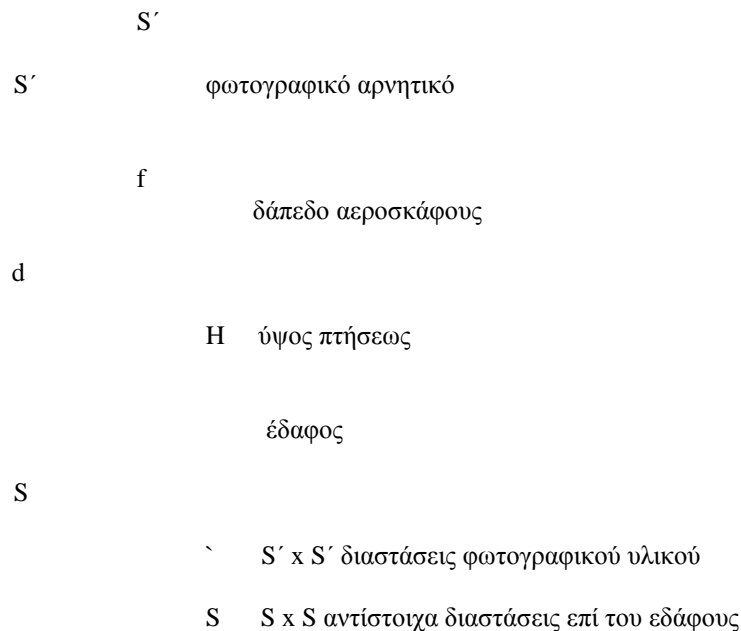 S´
S´ φωτογραφικό αρνητικό
f
δάπεδο αεροσκάφους
d
H ύψος πτήσεως
έδαφος
S
` S´ x S´ διαστάσεις φωτογραφικού υλικού
S S x S αντίστοιχα διαστάσεις επί του εδάφους